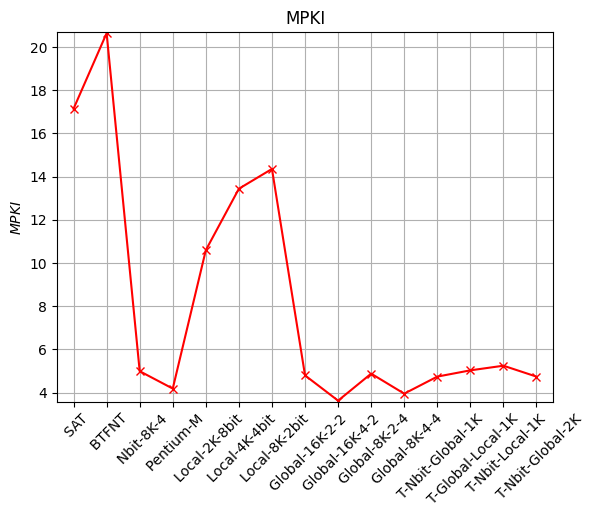 MPKI
MPKI
20
18
16
14
12
10
8
6
4
SAT
BTFNT
Nbit-8K-4
Pentium-M
Local-2K-8bit
Local-4K-4bit
Local-8K-2bit
Global-16K-2-2
Global-16K-4-2
Global-8K-2-4
Global-8K-4-4
T-Nbit-Global-1K
T-Global-Local-1K
T-Nbit-Local-1K
T-Nbit-Global-2K